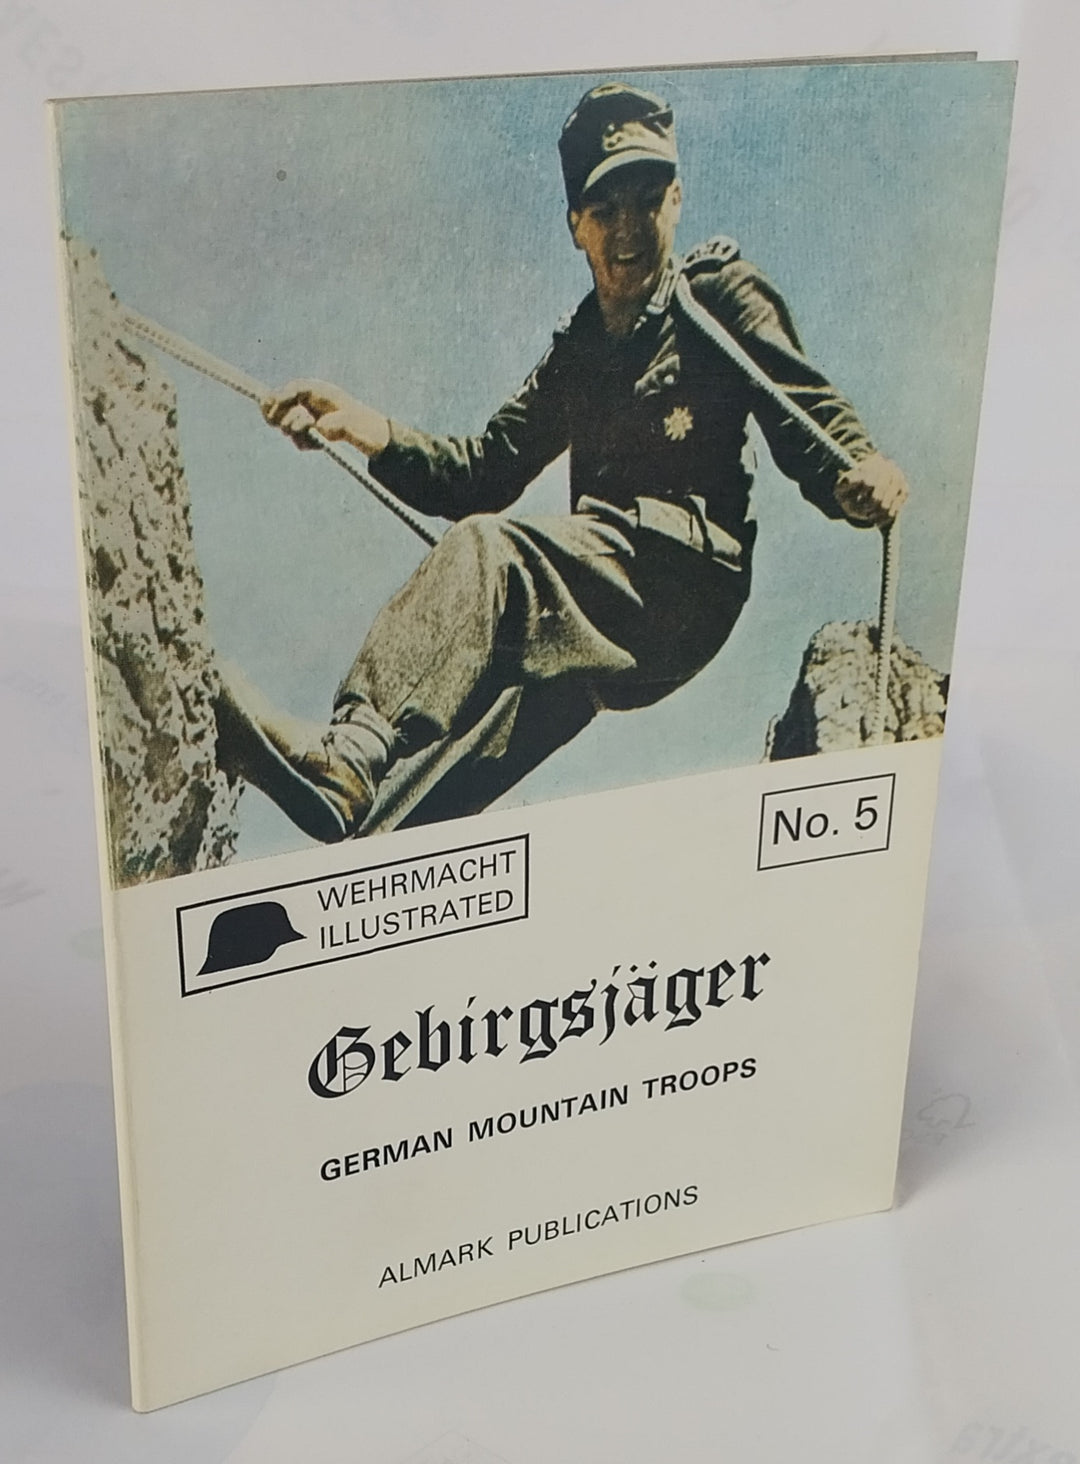 No. 5
WEHRMACHT
ILLUSTRATED
Gebirgsjäger
GERMAN MOUNTAIN TROOPS
ALMARK PUBLICATIONS